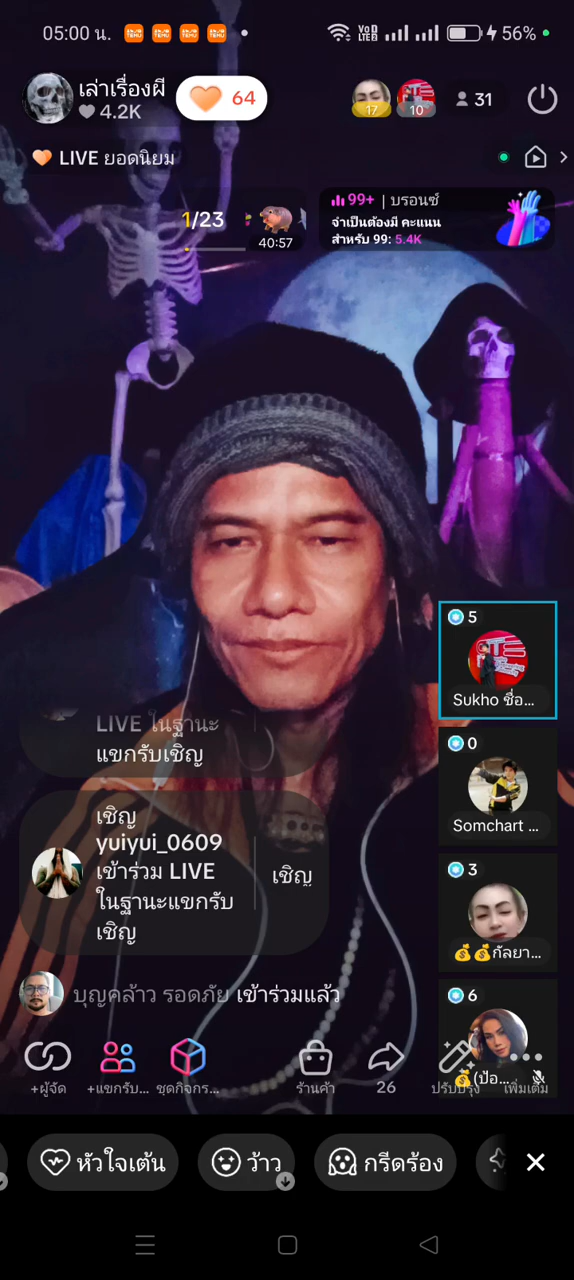 05:00 น.
VoD LTE2 56%
เล่าเรื่องผี
4.2K
64
17
10
31
LIVE ยอดนิยม
1/23
40:57
99+ | บรอนซ์
จำเป็นต้องมี คะแนน
สำหรับ 99: 5.4K
5
Sukho ชื่อ...
0
Somchart ...
3
💰💰กัลยา...
6
💰(ป้อ...
LIVE ในฐานะ
แขกรับเชิญ
เชิญ
yuiyui_0609
เข้าร่วม LIVE
ในฐานะแขกรับ
เชิญ
เชิญ
บุญคล้าว รอดภัย เข้าร่วมแล้ว
+ผู้จัด
+แขกรับ...
ชุดกิจกร...
ร้านค้า
26
ปรับปรุง
เพิ่มเติม
หัวใจเต้น
ว้าว
กรีดร้อง